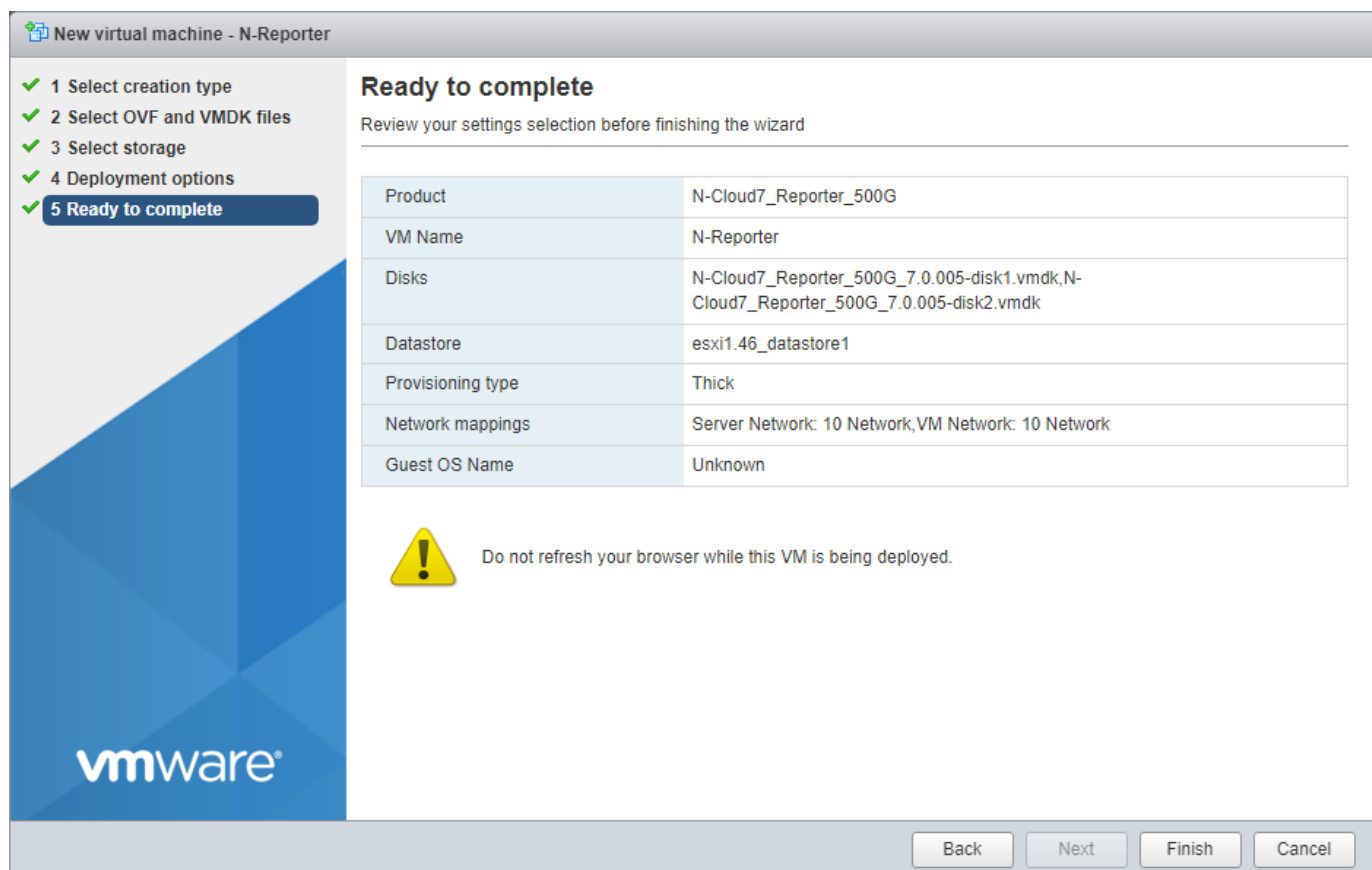 New virtual machine - N-Reporter
1 Select creation type
2 Select OVF and VMDK files
3 Select storage
4 Deployment options
5 Ready to complete
Ready to complete
Review your settings selection before finishing the wizard
Product N-Cloud7_Reporter_500G
VM Name N-Reporter
Disks N-Cloud7_Reporter_500G_7.0.005-disk1.vmdk,N-
Cloud7_Reporter_500G_7.0.005-disk2.vmdk
Datastore esxi1.46_datastore1
Provisioning type Thick
Network mappings Server Network: 10 Network,VM Network: 10 Network
Guest OS Name Unknown
Do not refresh your browser while this VM is being deployed.
vmware®
Back Next Finish Cancel